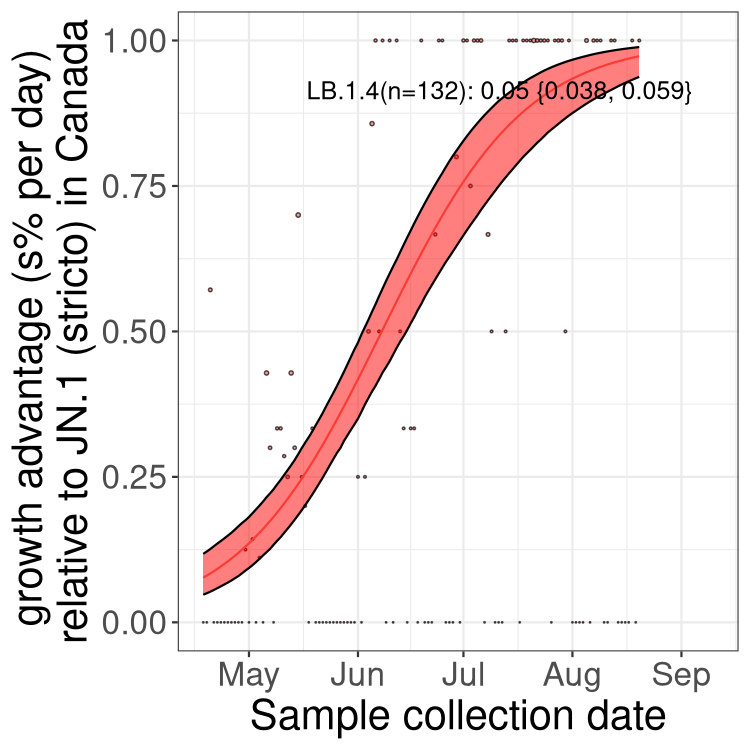 growth advantage (s% per day)
relative to JN.1 (stricto) in Canada
1.00
0.75
0.50
0.25
0.00
LB.1.4(n=132): 0.05 {0.038, 0.059}
May Jun Jul Aug Sep
Sample collection date